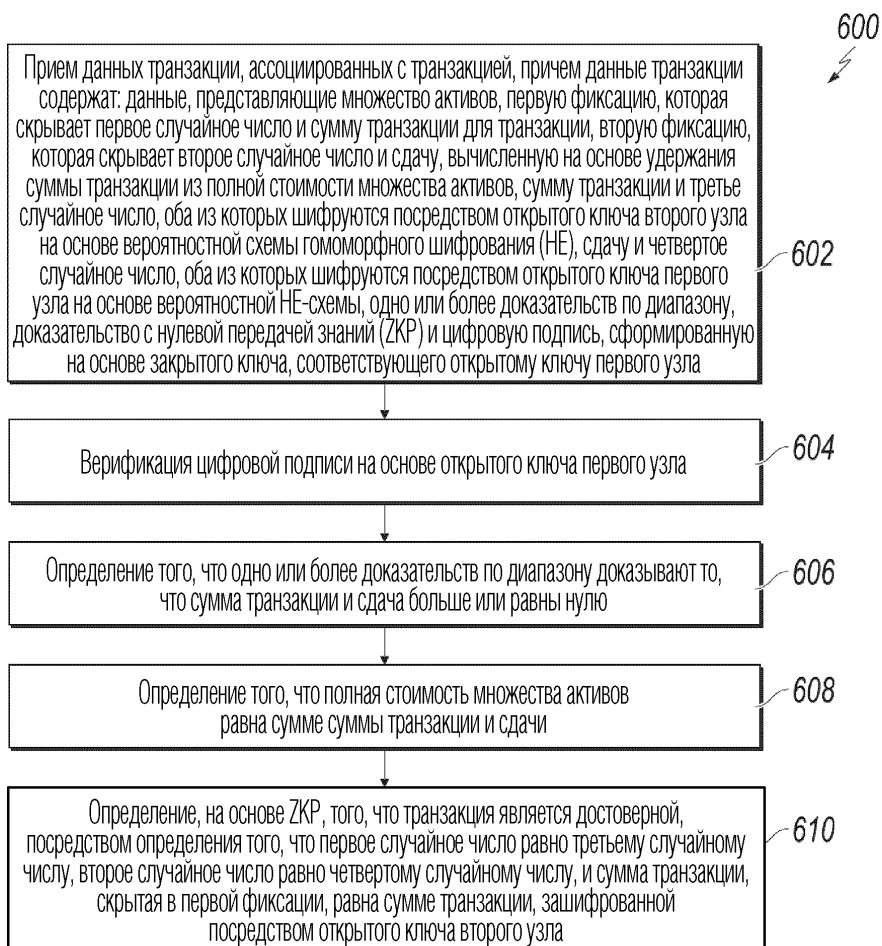 600
Прием данных транзакции, ассоциированных с транзакцией, причем данные транзакции
содержат: данные, представляющие множество активов, первую фиксацию, которая
скрывает первое случайное число и сумму транзакции для транзакции, вторую фиксацию,
которая скрывает второе случайное число и сдачу, вычисленную на основе удержания
суммы транзакции из полной стоимости множества активов, сумму транзакции и третье
случайное число, оба из которых шифруются посредством открытого ключа второго узла
на основе вероятностной схемы гомоморфного шифрования (HE), сдачу и четвертое
случайное число, оба из которых шифруются посредством открытого ключа первого
узла на основе вероятностной HE-схемы, одно или более доказательств по диапазону,
доказательство с нулевой передачей знаний (ZKP) и цифровую подпись, сформированную
на основе закрытого ключа, соответствующего открытому ключу первого узла
602
Верификация цифровой подписи на основе открытого ключа первого узла
604
Определение того, что одно или более доказательств по диапазону доказывают то,
что сумма транзакции и сдача больше или равны нулю
606
Определение того, что полная стоимость множества активов
равна сумме суммы транзакции и сдачи
608
Определение, на основе ZKP, того, что транзакция является достоверной,
посредством определения того, что первое случайное число равно третьему случайному
числу, второе случайное число равно четвертому случайному числу, и сумма транзакции,
скрытая в первой фиксации, равна сумме транзакции, зашифрованной
посредством открытого ключа второго узла
610